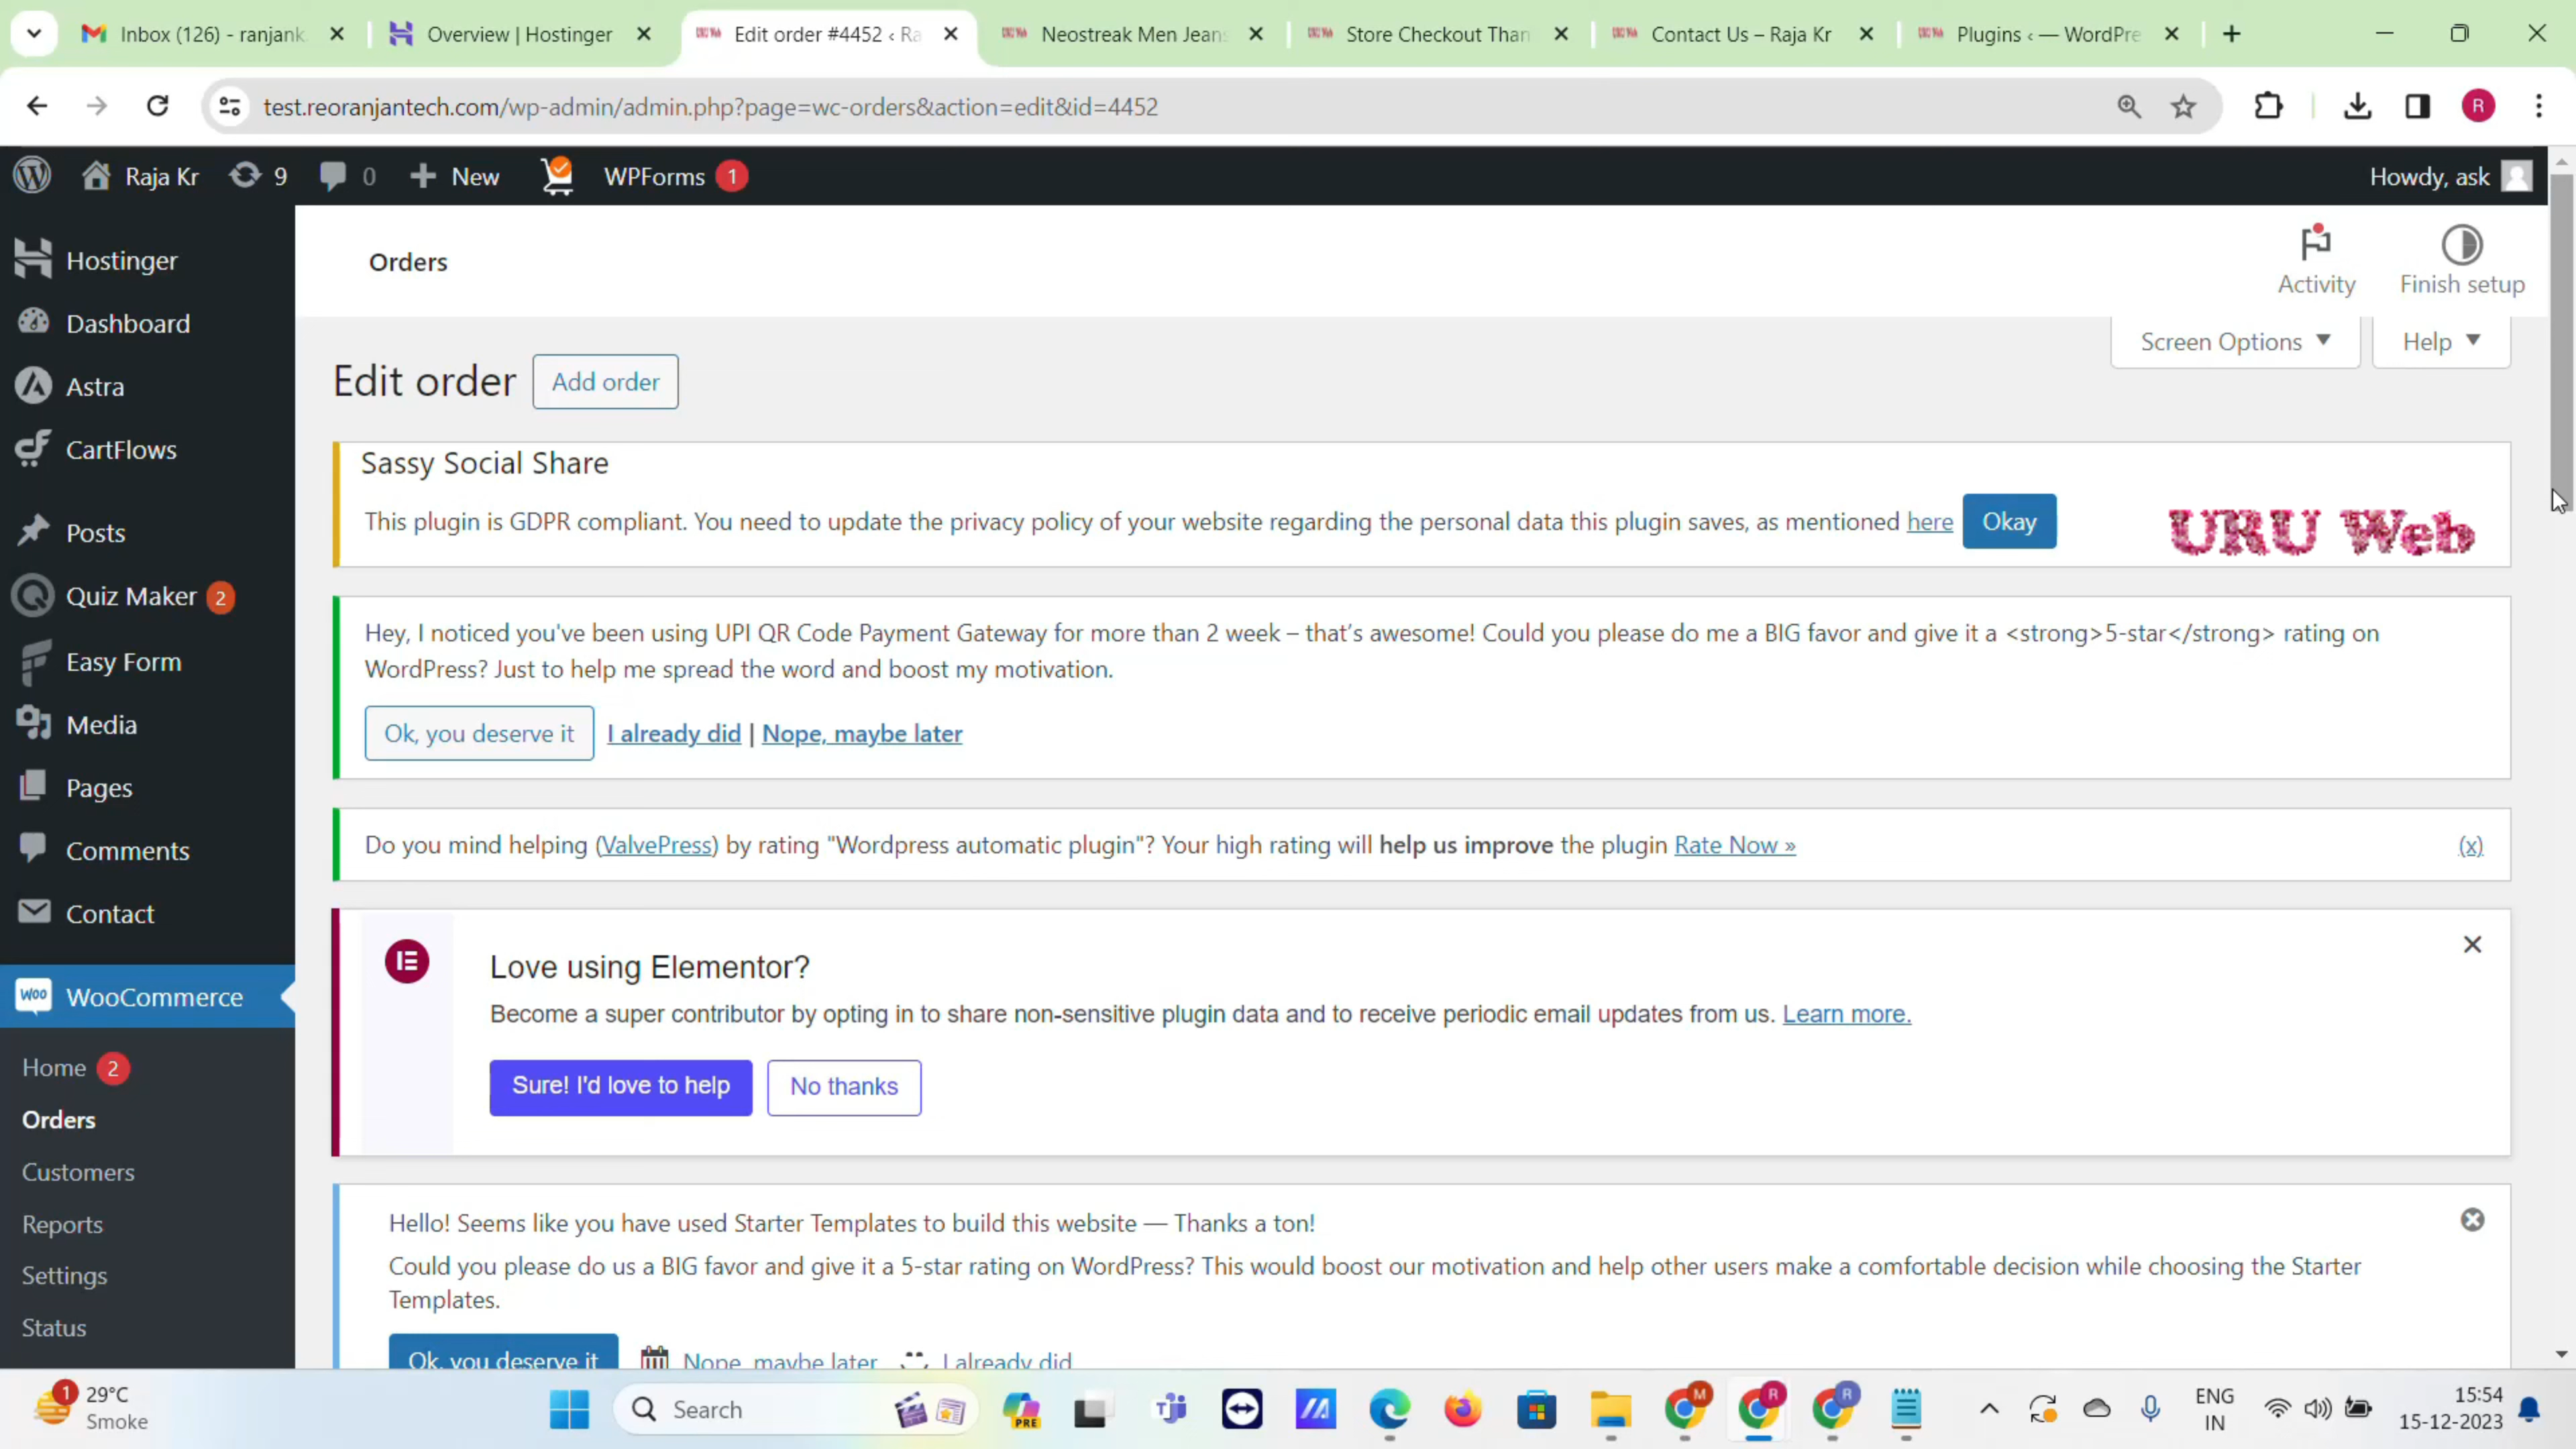 Inbox (126) - ranjank
Overview | Hostinger
Edit order #4452 ‹ Ra
Neostreak Men Jean
Store Checkout Than
Contact Us – Raja Kr
Plugins ‹ — WordPre
test.reoranjantech.com/wp-admin/admin.php?page=wc-orders&action=edit&id=4452
R
Raja Kr
9
0
New
WPForms 1
Howdy, ask
Hostinger
Dashboard
Astra
CartFlows
Posts
Quiz Maker 2
Easy Form
Media
Pages
Comments
Contact
Woo WooCommerce
Home 2
Orders
Customers
Reports
Settings
Status
Orders
Activity
Finish setup
Screen Options
Help
Edit order
Add order
Sassy Social Share
This plugin is GDPR compliant. You need to update the privacy policy of your website regarding the personal data this plugin saves, as mentioned here
Okay
URU Web
Hey, I noticed you've been using UPI QR Code Payment Gateway for more than 2 week – that's awesome! Could you please do me a BIG favor and give it a <strong>5-star</strong> rating on
WordPress? Just to help me spread the word and boost my motivation.
Ok, you deserve it I already did | Nope, maybe later
Do you mind helping (ValvePress) by rating "Wordpress automatic plugin"? Your high rating will help us improve the plugin Rate Now »
(x)
Love using Elementor?
Become a super contributor by opting in to share non-sensitive plugin data and to receive periodic email updates from us. Learn more.
Sure! I'd love to help
No thanks
Hello! Seems like you have used Starter Templates to build this website — Thanks a ton!
Could you please do us a BIG favor and give it a 5-star rating on WordPress? This would boost our motivation and help other users make a comfortable decision while choosing the Starter
Templates.
Ok, you deserve it Nope, maybe later I already did
1
29°C
Smoke
Search
PRE
M
R
R
ENG
IN
15:54
15-12-2023